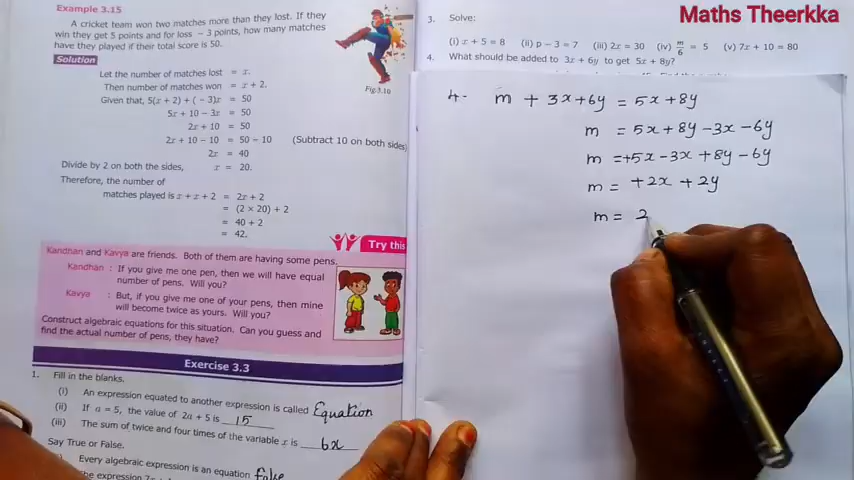 Maths Theerkka
Example 3.15
A cricket team won two matches more than they lost. If they
win they get 5 points and for loss – 3 points, how many matches
have they played if their total score is 50.
Solution
Let the number of matches lost = x.
Then number of matches won = x + 2.
Given that, 5(x + 2) + (– 3)x = 50
5x + 10 – 3x = 50
2x + 10 = 50
2x + 10 – 10 = 50 – 10 (Subtract 10 on both sides)
2x = 40
Divide by 2 on both the sides, x = 20.
Therefore, the number of
matches played is x + x + 2 = 2x + 2
= (2 × 20) + 2
= 40 + 2
= 42.
Fig 3.10
Try this
Kandhan and Kavya are friends. Both of them are having some pens.
Kandhan : If you give me one pen, then we will have equal
number of pens. Will you?
Kavya : But, if you give me one of your pens, then mine
will become twice as yours. Will you?
Construct algebraic equations for this situation. Can you guess and
find the actual number of pens, they have?
Exercise 3.3
1. Fill in the blanks.
(i) An expression equated to another expression is called Equation
(ii) If a = 5, the value of 2a + 5 is 15
(iii) The sum of twice and four times of the variable x is 6x
Say True or False.
Every algebraic expression is an equation false
3. Solve:
(i) x + 5 = 8 (ii) p – 3 = 7 (iii) 2x = 30 (iv) m/6 = 5 (v) 7x + 10 = 80
4. What should be added to 3x + 6y to get 5x + 8y?
4- m + 3x + 6y = 5x + 8y
m = 5x + 8y - 3x - 6y
m = +5x - 3x + 8y - 6y
m = +2x + 2y
m = 2